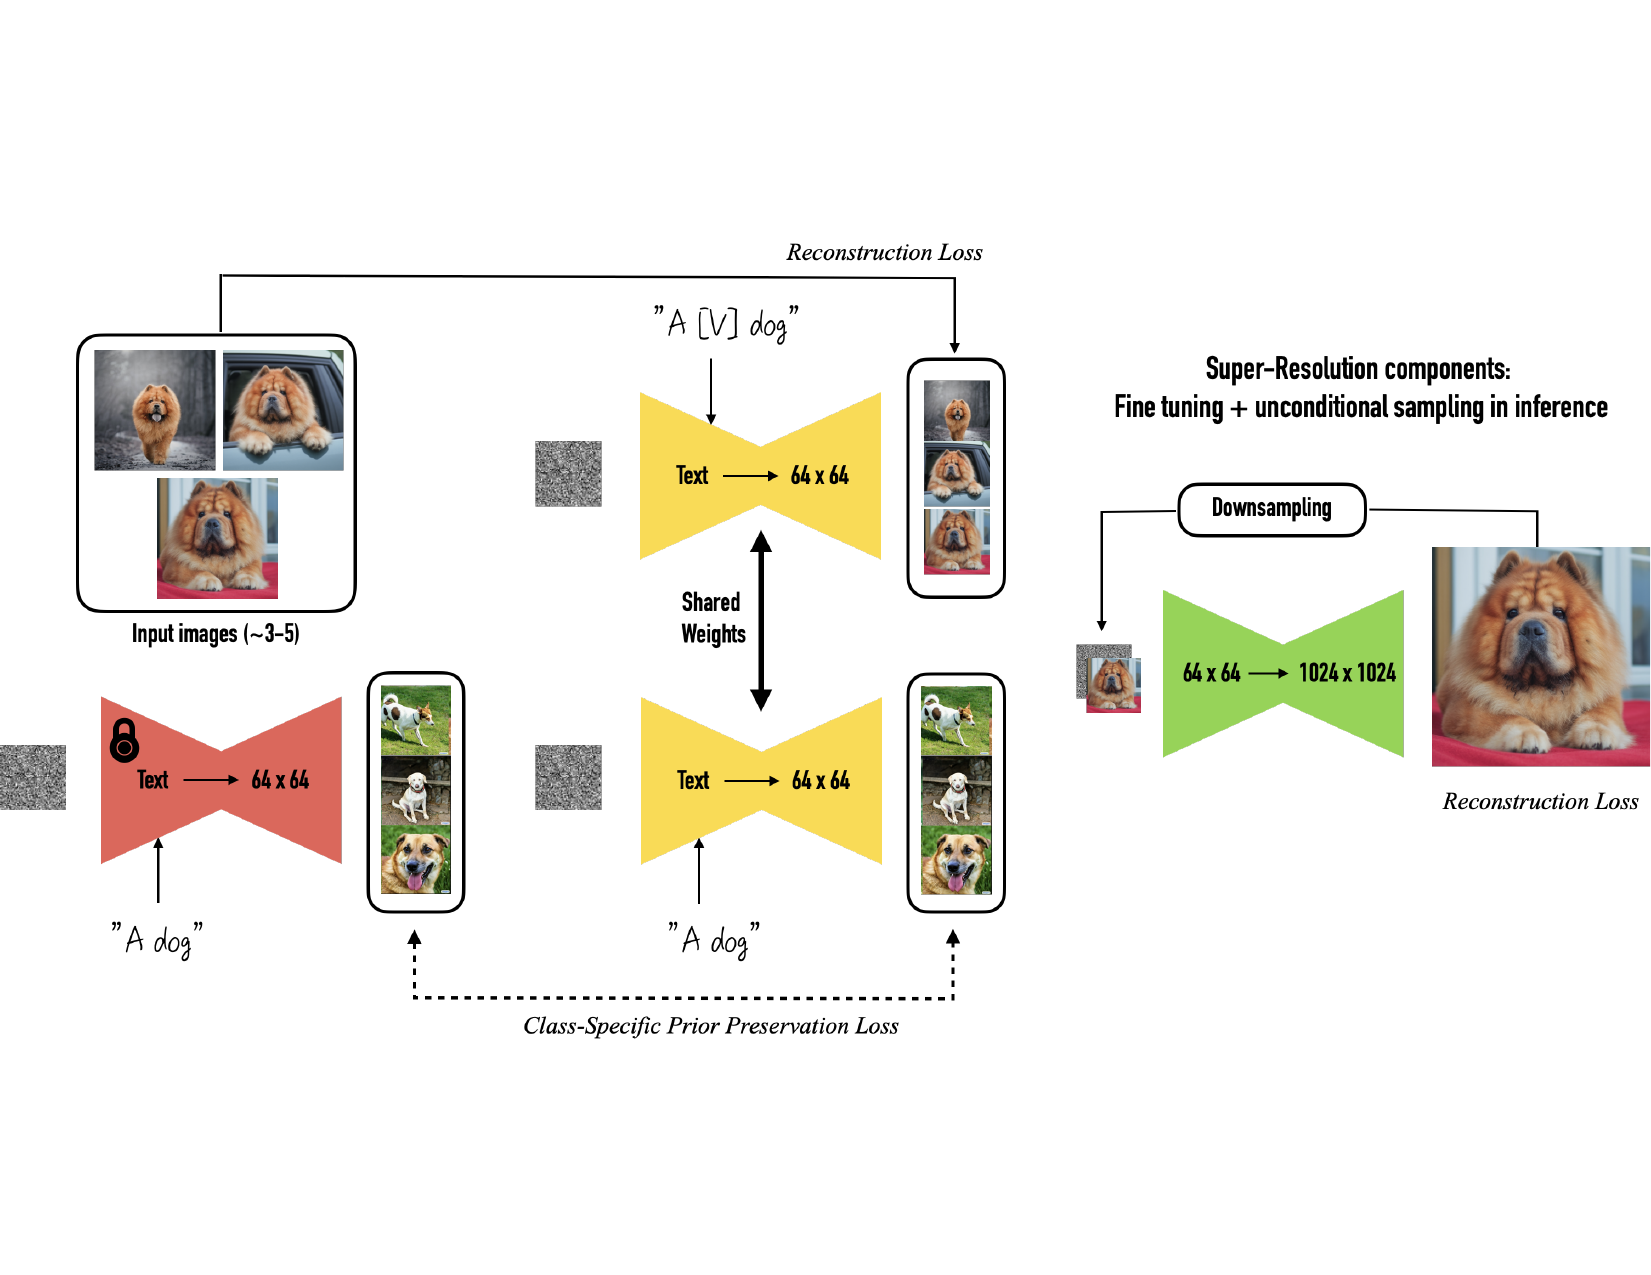 Reconstruction Loss
"A [V] dog"
Text → 64 x 64
Input images (~3-5)
Shared
Weights
Text → 64 x 64
"A dog"
Text → 64 x 64
"A dog"
Class-Specific Prior Preservation Loss
Super-Resolution components:
Fine tuning + unconditional sampling in inference
Downsampling
64 x 64 → 1024 x 1024
Reconstruction Loss